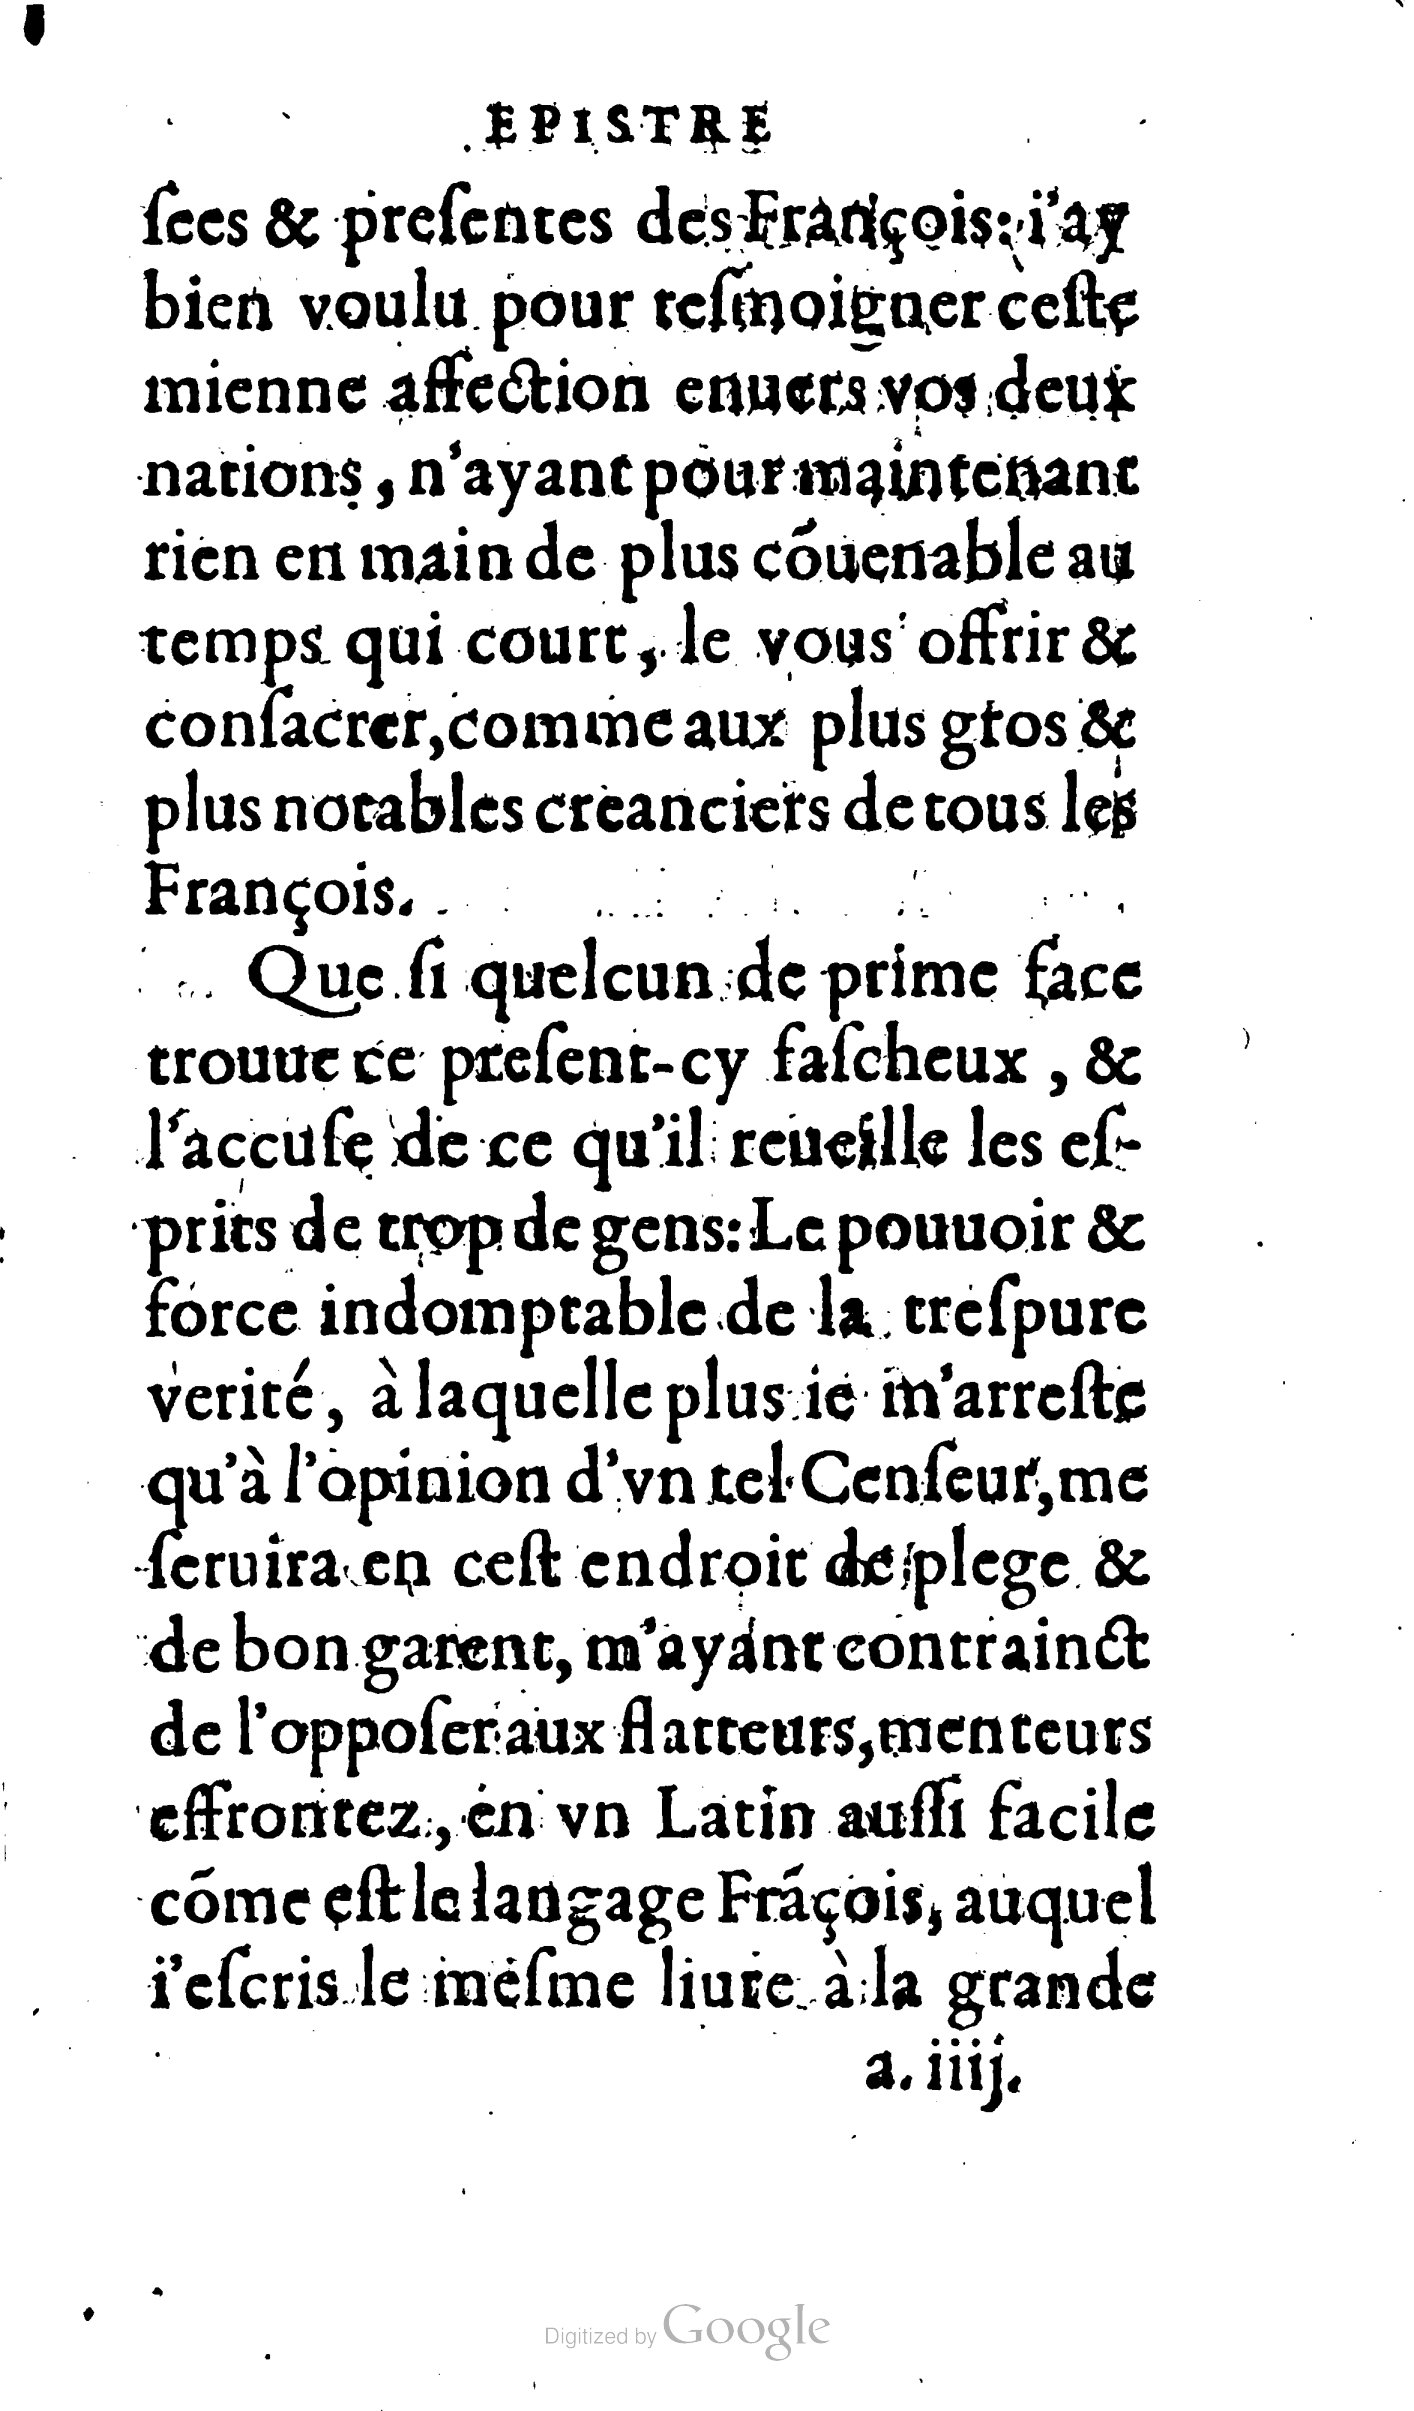 EPISTRE
ſees & preſentes des François: i'ay
bien voulu pour teſmoigner ceſte
mienne affection enuers vos deux
nations, n'ayant pour maintenant
rien en main de plus cõuenable au
temps qui court, le vous offrir &
conſacrer, comme aux plus gros &
plus notables creanciers de tous les
François.
Que ſi quelcun de prime face
trouue ce preſent-cy faſcheux, &
l'accuſe de ce qu'il reueille les eſ-
prits de trop de gens: Le pouuoir &
force indomptable de la treſpure
verité, à laquelle plus ie m'arreſte
qu'à l'opinion d'vn tel Cenſeur, me
ſeruira en ceſt endroit de plege &
de bon garent, m'ayant contrainct
de l'oppoſer aux flatteurs, menteurs
effrontez, en vn Latin auſſi facile
cõme eſt le langage Frãçois, auquel
i'eſcris le meſme liure à la grande
a. iiij.
Digitized by Google